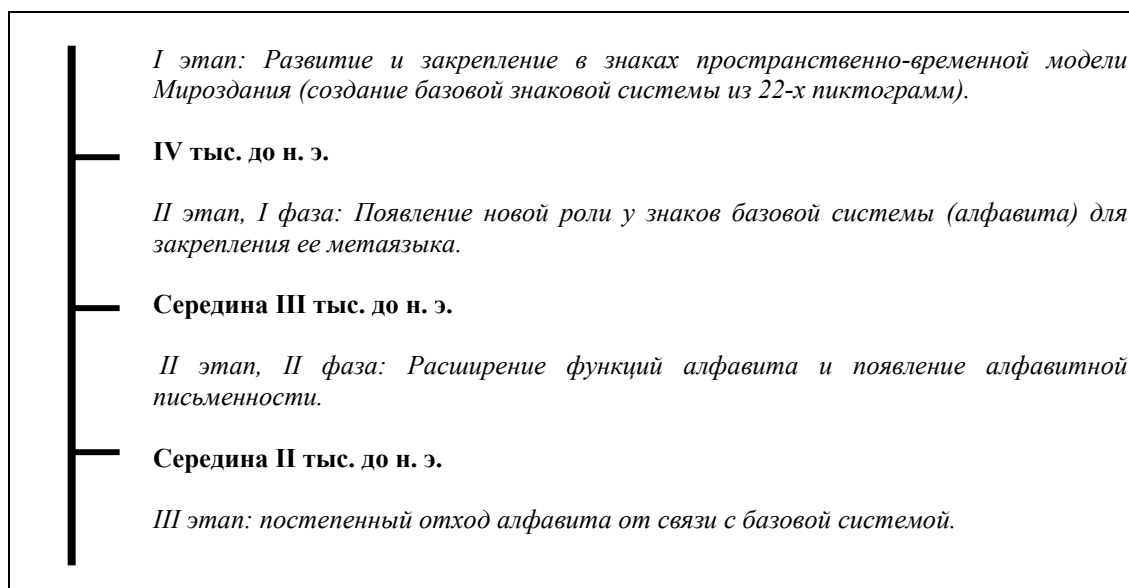 I этап: Развитие и закрепление в знаках пространственно-временной модели
Мироздания (создание базовой знаковой системы из 22-х пиктограмм).
IV тыс. до н. э.
II этап, I фаза: Появление новой роли у знаков базовой системы (алфавита) для
закрепления ее метаязыка.
Середина III тыс. до н. э.
II этап, II фаза: Расширение функций алфавита и появление алфавитной
письменности.
Середина II тыс. до н. э.
III этап: постепенный отход алфавита от связи с базовой системой.